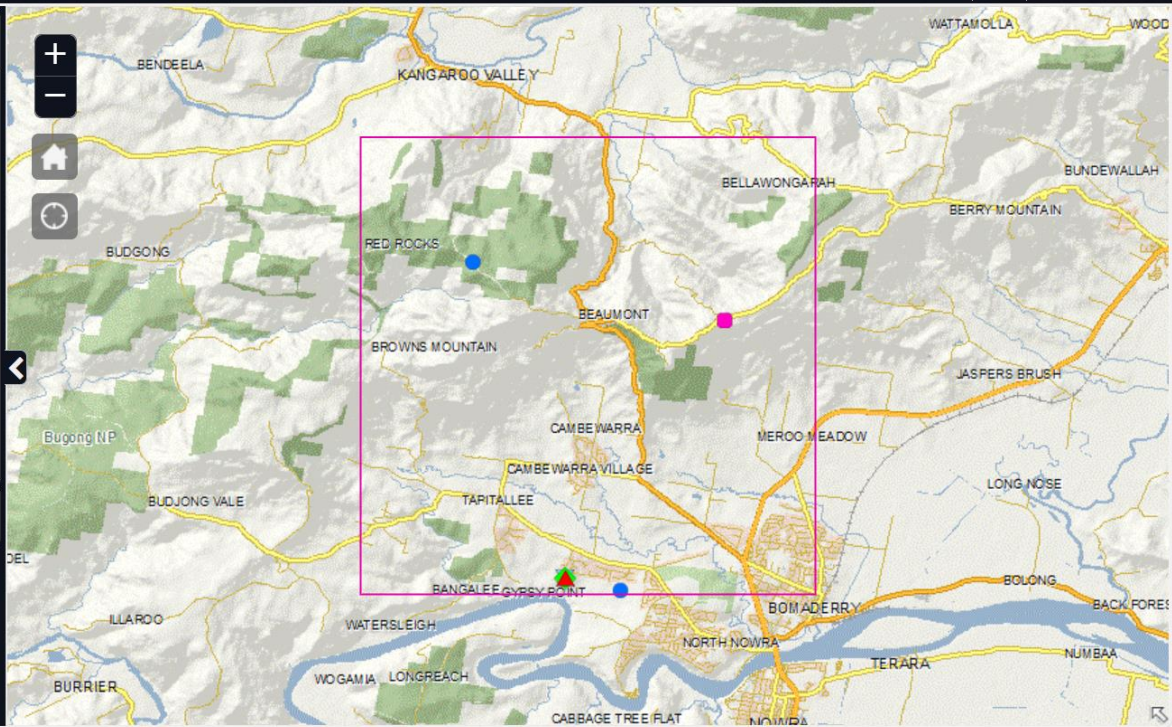 WATTAMOLLA
WOOD
BENDEELA
KANGAROO VALLEY
BUNDEWALLAH
BELLAWONGARAH
BERRY MOUNTAIN
RED ROCKS
BUDGONG
BEAUMONT
BROWNS MOUNTAIN
JASPERS BRUSH
CAMBEWARRA
MEROO MEADOW
Bugong NP
CAMBEWARRA VILLAGE
LONG NOSE
BUDJONG VALE
TAPITALLEE
DEL
BOLONG
BANGALEE
GYPSY POINT
BACK FORES
BOMADERRY
ILLAROO
WATERSLEIGH
NORTH NOWRA
NUMBAA
TERARA
WOGAMIA
LONGREACH
BURRIER
CABBAGE TREE FLAT
NOWRA